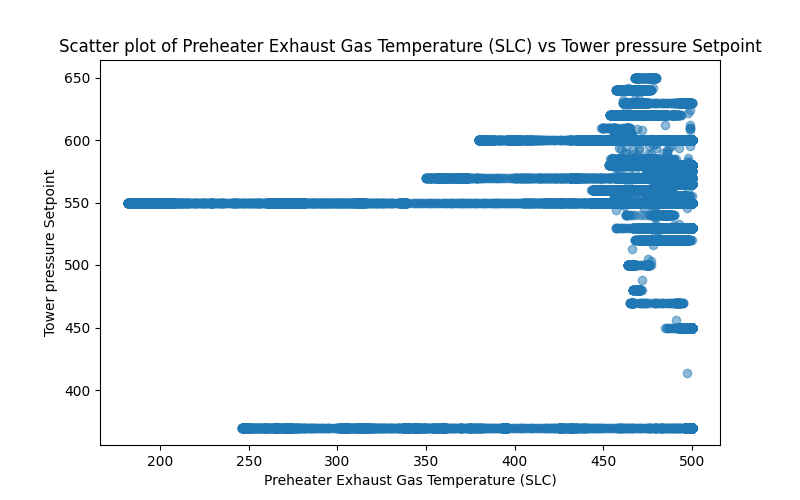 Scatter plot of Preheater Exhaust Gas Temperature (SLC) vs Tower pressure Setpoint
650
600
550
500
450
400
Tower pressure Setpoint
200 250 300 350 400 450 500
Preheater Exhaust Gas Temperature (SLC)